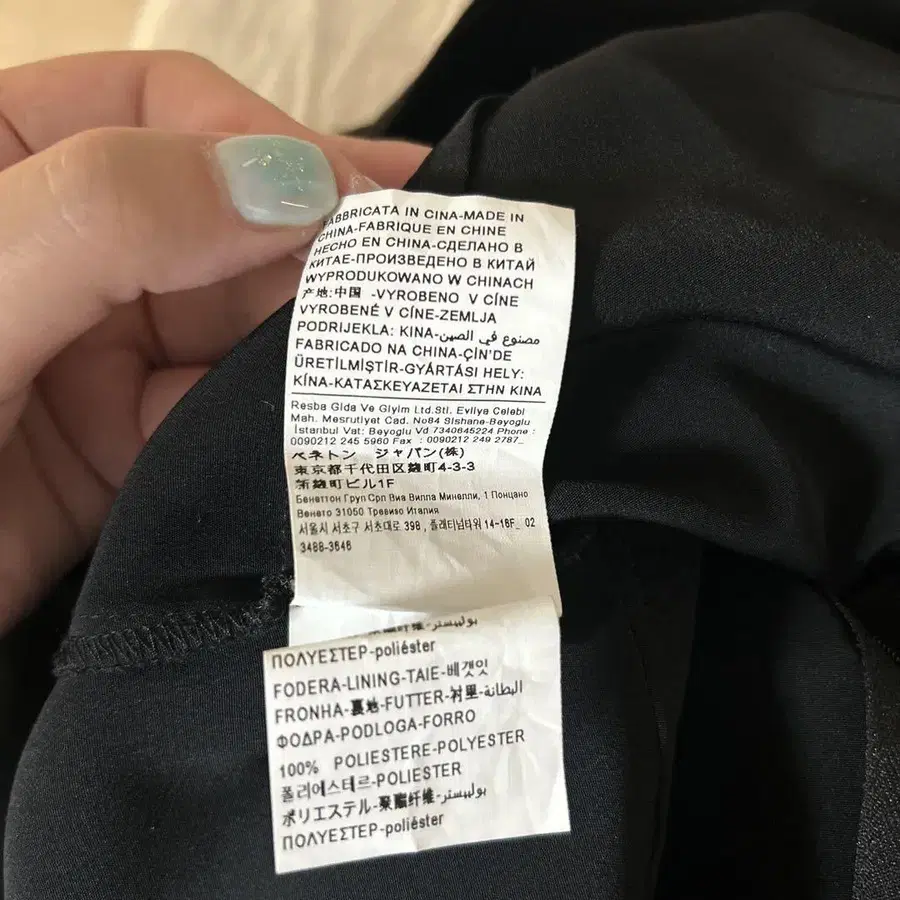 FABBRICATA IN CINA-MADE IN
CHINA-FABRIQUE EN CHINE
HECHO EN CHINA-СДЕЛАНО В
КИТАЕ-ПРОИЗВЕДЕНО В КИТАЙ
WYPRODUKOWANO W CHINACH
产地:中国 -VYROBENO V CÍNE
VYROBENÉ V CÍNE-ZEMLJA
PODRIJEKLA: KINA-مصنوع في الصين
FABRICADO NA CHINA-ÇİN'DE
ÜRETİLMİŞTİR-GYÁRTÁSI HELY:
KÍNA-ΚΑΤΑΣΚΕΥΑΖΕΤΑΙ ΣΤΗΝ ΚΙΝΑ
Resba Gida Ve Giyim Ltd.Sti. Evliya Celebi
Mah. Mesrutiyet Cad. No84 Sishane-Beyoglu
İstanbul Vat: Beyoglu Vd 7340645224 Phone :
0090212 245 5960 Fax : 0090212 249 2787_
ベネトン ジャパン(株)
東京都千代田区麹町4-3-3
新麹町ビル1F
Бенеттон Груп Срл Виа Вилла Минелли, 1 Понцано
Венето 31050 Тревизо Италия
서울시 서초구 서초대로 398 , 플래티넘타워 14-16F_ 02
3488-3646
聚酯纤维-بوليستر-
ΠΟΛΥΕΣΤΕΡ-poliéster
FODERA-LINING-TAIE-베갯잇
FRONHA-裏地-FUTTER-衬里-البطانة
ΦΟΔΡΑ-PODLOGA-FORRO
100% POLIESTERE-POLYESTER
폴리에스테르-POLIESTER
ポリエステル-聚酯纤维-بوليستر-
ΠΟΛΥΕΣΤΕΡ-poliéster